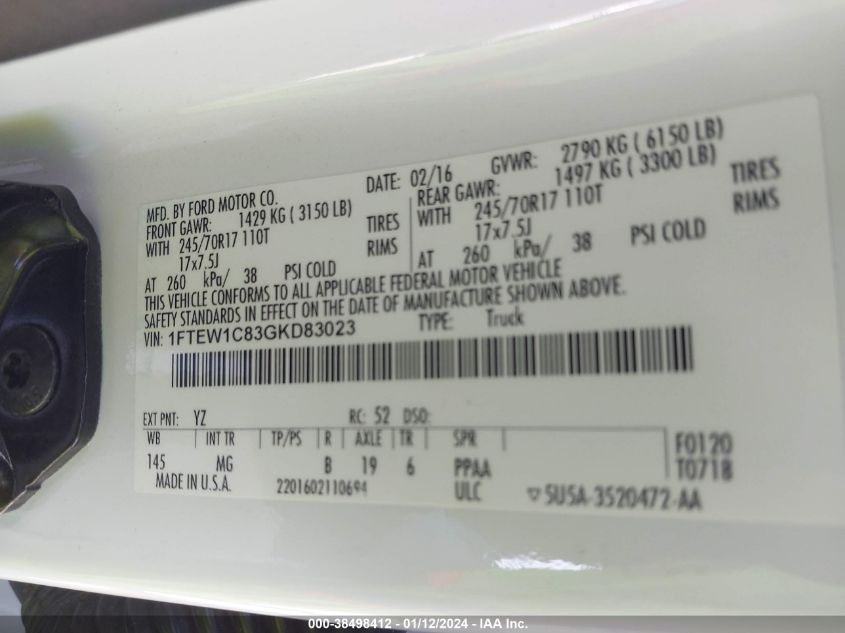 MFD. BY FORD MOTOR CO.
DATE: 02/16 GVWR: 2790 KG ( 6150 LB)
FRONT GAWR: 1429 KG ( 3150 LB) REAR GAWR: 1497 KG ( 3300 LB)
WITH 245/70R17 110T TIRES WITH 245/70R17 110T TIRES
17x7.5J RIMS 17x7.5J RIMS
AT 260 kPa/ 38 PSI COLD AT 260 kPa/ 38 PSI COLD
THIS VEHICLE CONFORMS TO ALL APPLICABLE FEDERAL MOTOR VEHICLE
SAFETY STANDARDS IN EFFECT ON THE DATE OF MANUFACTURE SHOWN ABOVE.
VIN: 1FTEW1C83GKD83023 TYPE: Truck
EXT PNT: YZ RC: 52 DSO:
WB INT TR TP/PS R AXLE TR SPR F0120
145 MG B 19 6 PPAA T0718
MADE IN U.S.A. 2201602110694 ULC ▽ 5U5A-3520472-AA
000-38498412 - 01/12/2024 - IAA Inc.